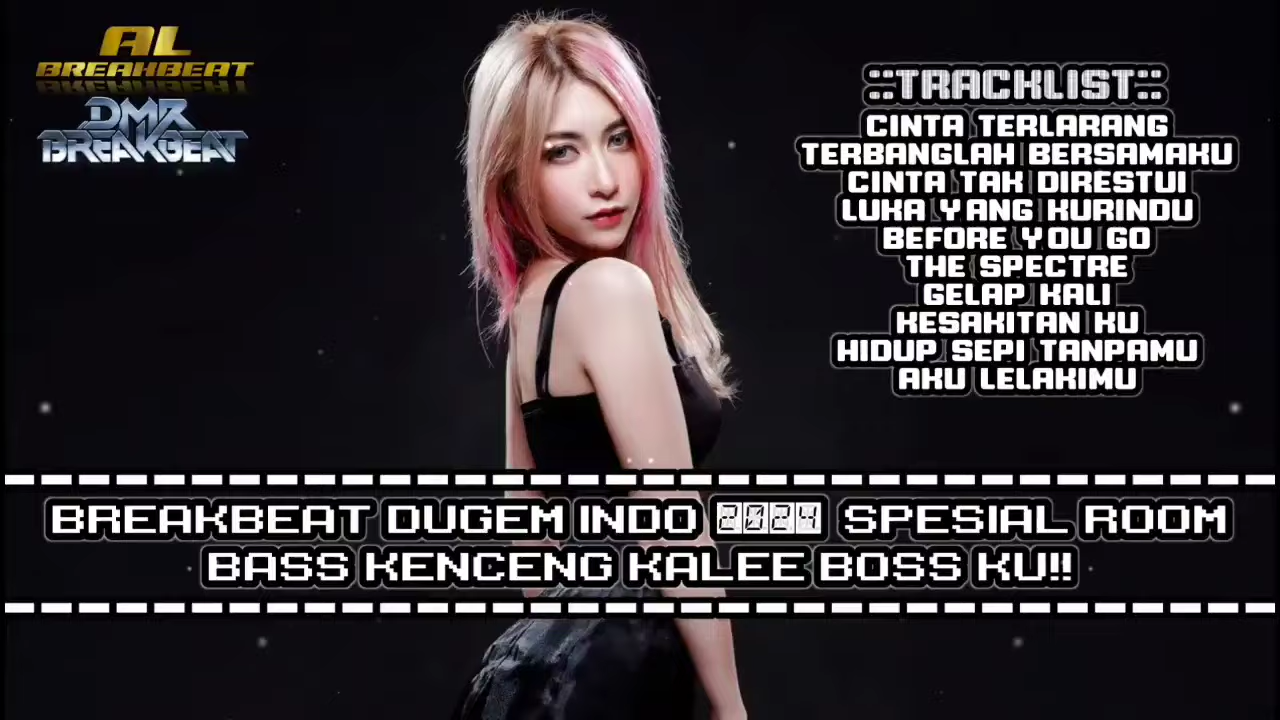 AL
BREAKBEAT
DMR
BREAKBEAT
::TRACKLIST::
CINTA TERLARANG
TERBANGLAH BERSAMAKU
CINTA TAK DIRESTUI
LUKA YANG KURINDU
BEFORE YOU GO
THE SPECTRE
GELAP KALI
KESAKITAN KU
HIDUP SEPI TANPAMU
AKU LELAKIMU
BREAKBEAT DUGEM INDO 2024 SPESIAL ROOM
BASS KENCENG KALEE BOSS KU!!